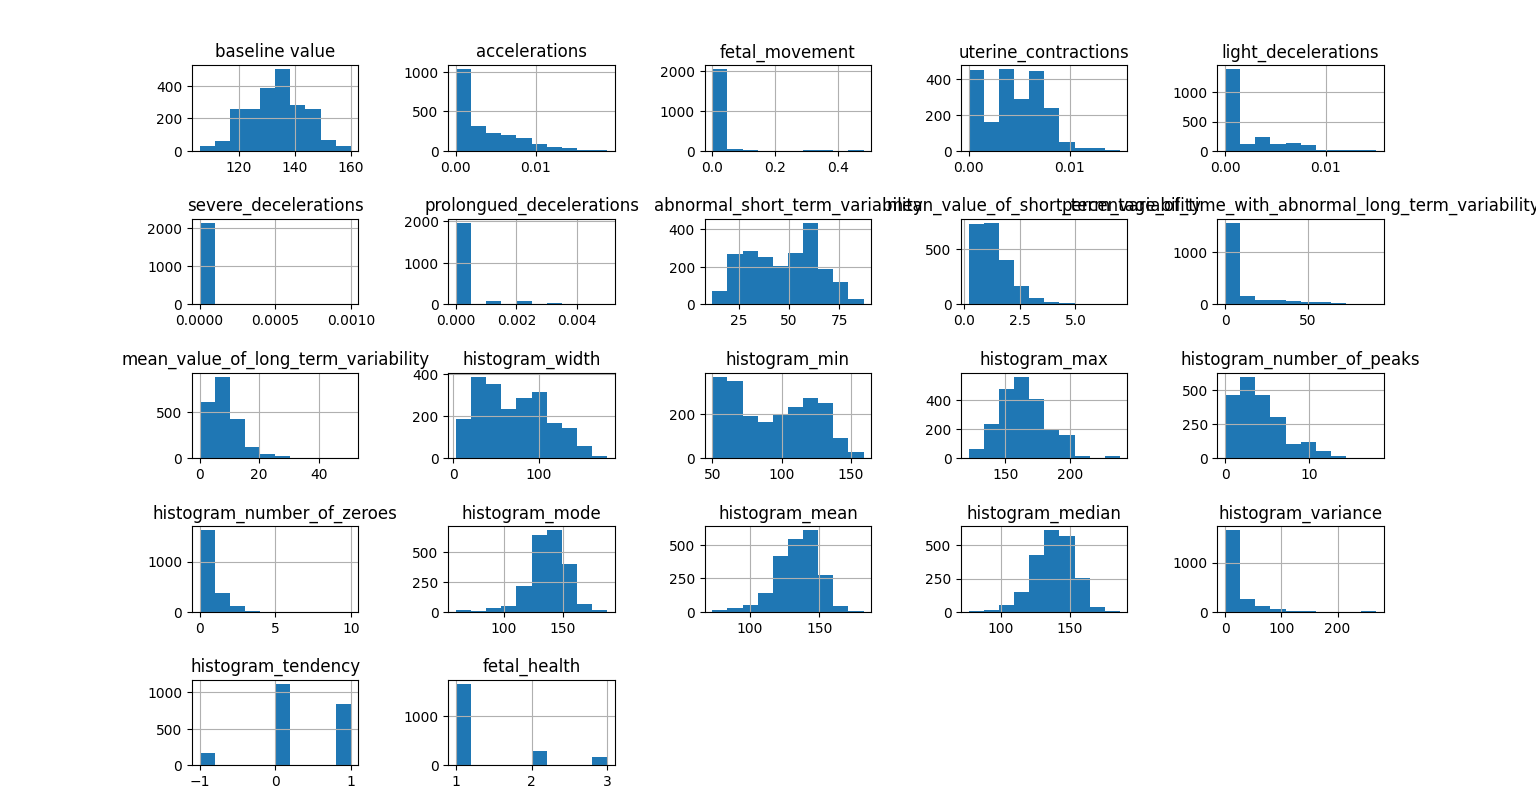 baseline value
400
200
0
120 140 160
accelerations
1000
500
0
0.00 0.01
fetal_movement
2000
1000
0
0.0 0.2 0.4
uterine_contractions
400
200
0
0.00 0.01
light_decelerations
1000
500
0
0.00 0.01
severe_decelerations
2000
1000
0
0.0000 0.0005 0.0010
prolongued_decelerations
2000
1000
0
0.000 0.002 0.004
abnormal_short_term_variability
400
200
0
25 50 75
mean_value_of_short_term_variability
500
0
0.0 2.5 5.0
percentage_of_time_with_abnormal_long_term_variability
1000
0
0 50
mean_value_of_long_term_variability
500
0
0 20 40
histogram_width
400
200
0
0 100
histogram_min
200
0
50 100 150
histogram_max
400
200
0
150 200
histogram_number_of_peaks
500
250
0
0 10
histogram_number_of_zeroes
1000
0
0 5 10
histogram_mode
500
250
0
100 150
histogram_mean
500
250
0
100 150
histogram_median
500
250
0
100 150
histogram_variance
1000
0
0 100 200
histogram_tendency
1000
500
0
−1 0 1
fetal_health
1000
0
1 2 3